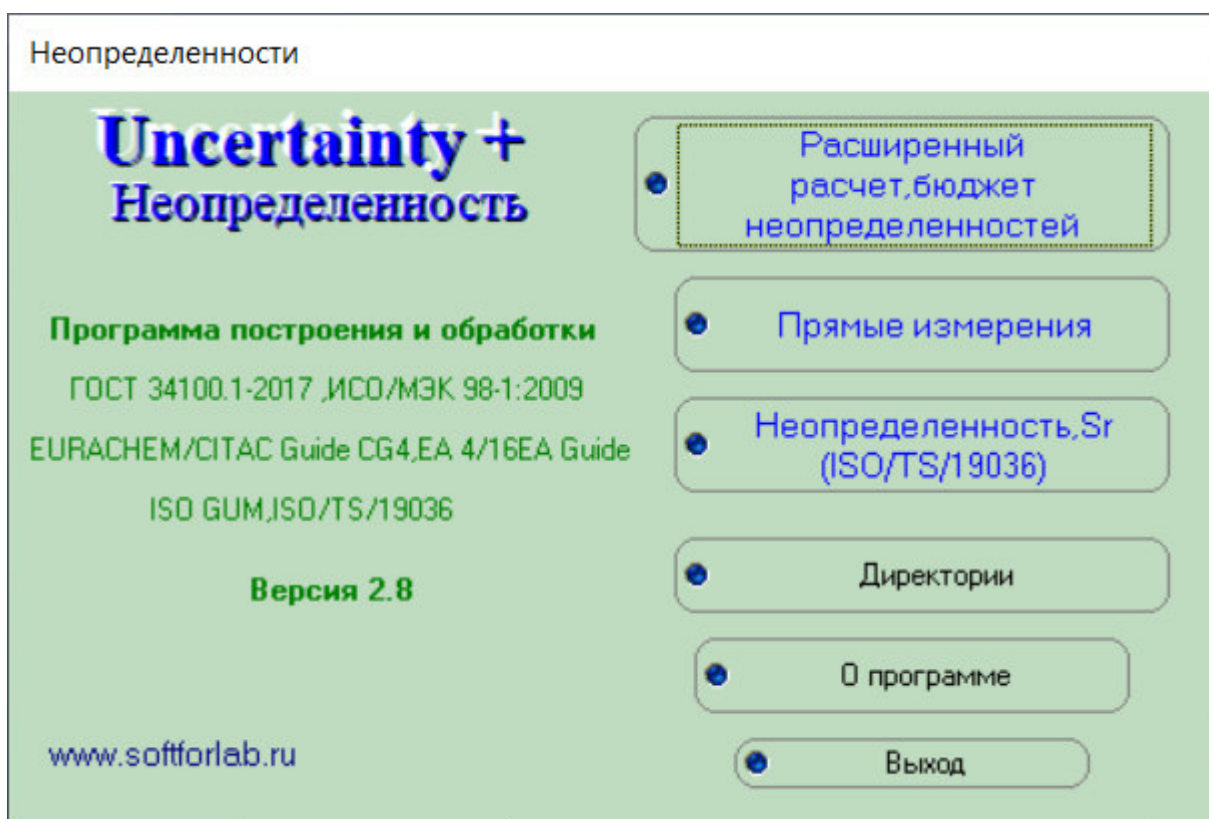 Неопределенности
Uncertainty +
Неопределенность
Программа построения и обработки
ГОСТ 34100.1-2017 ,ИСО/МЭК 98-1:2009
EURACHEM/CITAC Guide CG4,EA 4/16EA Guide
ISO GUM,ISO/TS/19036
Версия 2.8
www.softforlab.ru
Расширенный
расчет,бюджет
неопределенностей
Прямые измерения
Неопределенность,Sr
(ISO/TS/19036)
Директории
О программе
Выход